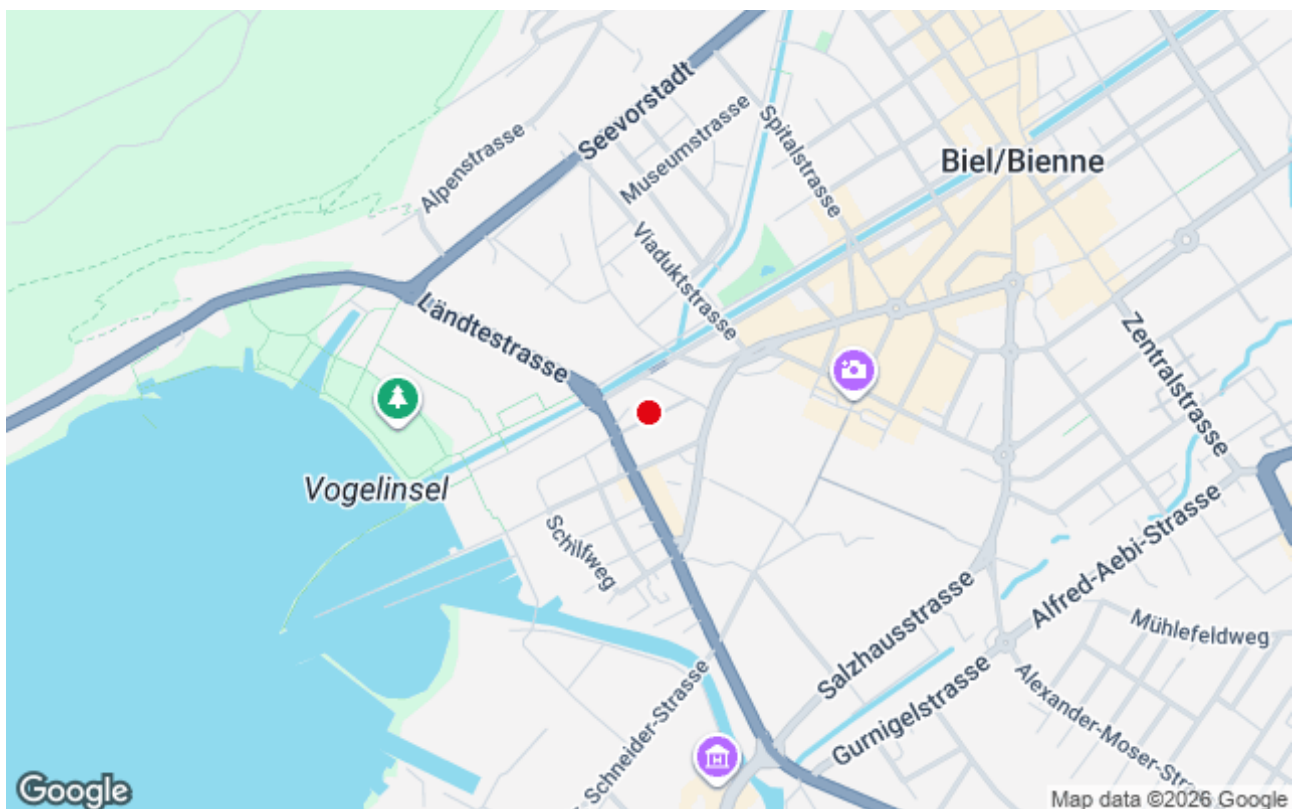 Seevorstadt
Alpenstrasse
Museumstrasse
Spitalstrasse
Biel/Bienne
Viaduktstrasse
Ländtestrasse
Zentralstrasse
Vogelinsel
Schilfweg
Alfred-Aebi-Strasse
Salzhausstrasse
Mühlefeldweg
Gurnigelstrasse
Schneider-Strasse
Alexander-Moser-Stra
Google
Map data ©2026 Google